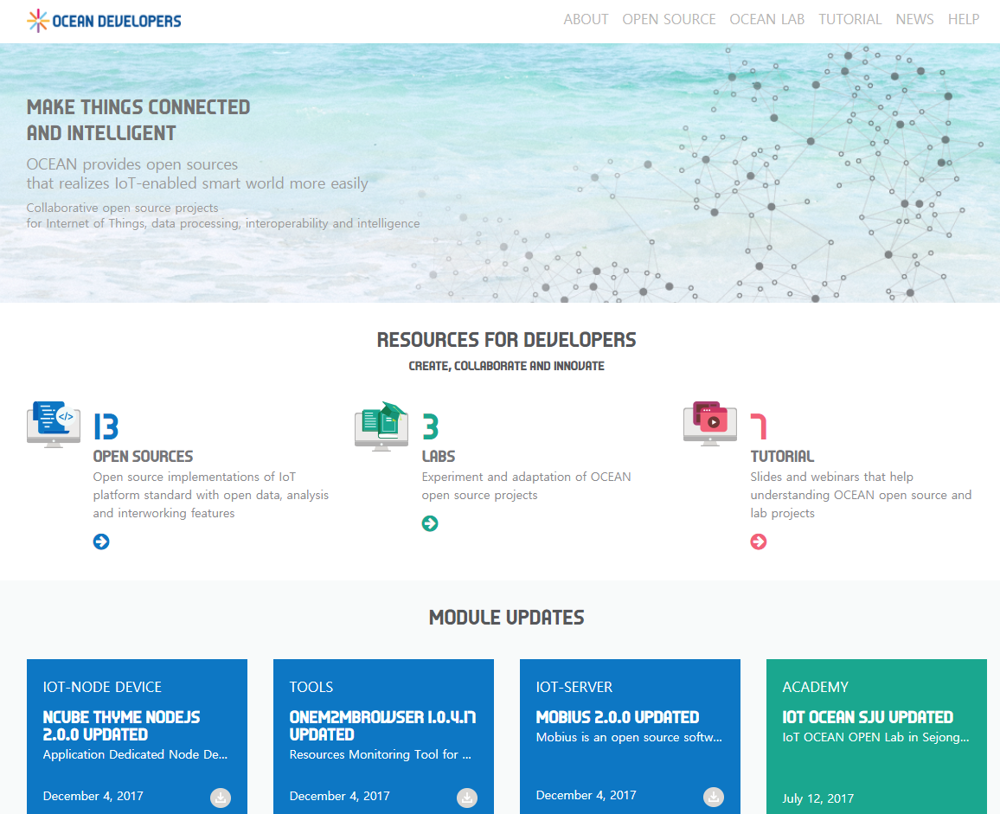 OCEAN DEVELOPERS
ABOUT OPEN SOURCE OCEAN LAB TUTORIAL NEWS HELP
MAKE THINGS CONNECTED
AND INTELLIGENT
OCEAN provides open sources
that realizes IoT-enabled smart world more easily
Collaborative open source projects
for Internet of Things, data processing, interoperability and intelligence
RESOURCES FOR DEVELOPERS
CREATE, COLLABORATE AND INNOVATE
13
OPEN SOURCES
Open source implementations of IoT
platform standard with open data, analysis
and interworking features
3
LABS
Experiment and adaptation of OCEAN
open source projects
7
TUTORIAL
Slides and webinars that help
understanding OCEAN open source and
lab projects
MODULE UPDATES
IOT-NODE DEVICE
NCUBE THYME NODEJS
2.0.0 UPDATED
Application Dedicated Node De...
December 4, 2017
TOOLS
ONEM2MBROWSER 1.0.4.17
UPDATED
Resources Monitoring Tool for ...
December 4, 2017
IOT-SERVER
MOBIUS 2.0.0 UPDATED
Mobius is an open source softw...
December 4, 2017
ACADEMY
IOT OCEAN SJU UPDATED
IoT OCEAN OPEN Lab in Sejong...
July 12, 2017